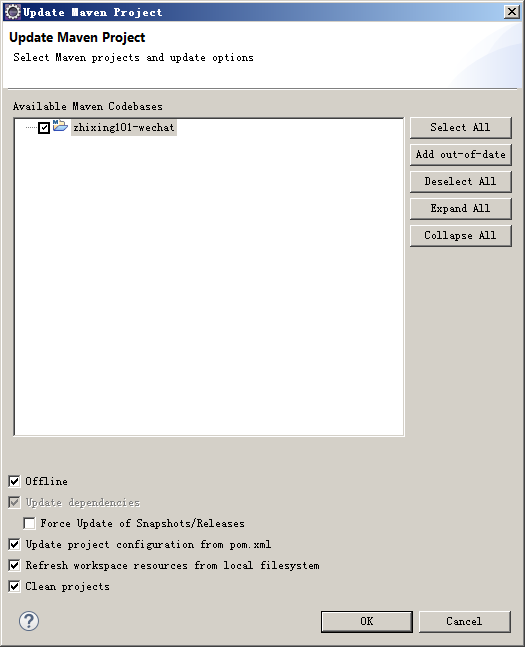 Update Maven Project
Update Maven Project
Select Maven projects and update options
Available Maven Codebases
zhixing101-wechat
Select All
Add out-of-date
Deselect All
Expand All
Collapse All
Offline
Update dependencies
Force Update of Snapshots/Releases
Update project configuration from pom.xml
Refresh workspace resources from local filesystem
Clean projects
OK
Cancel